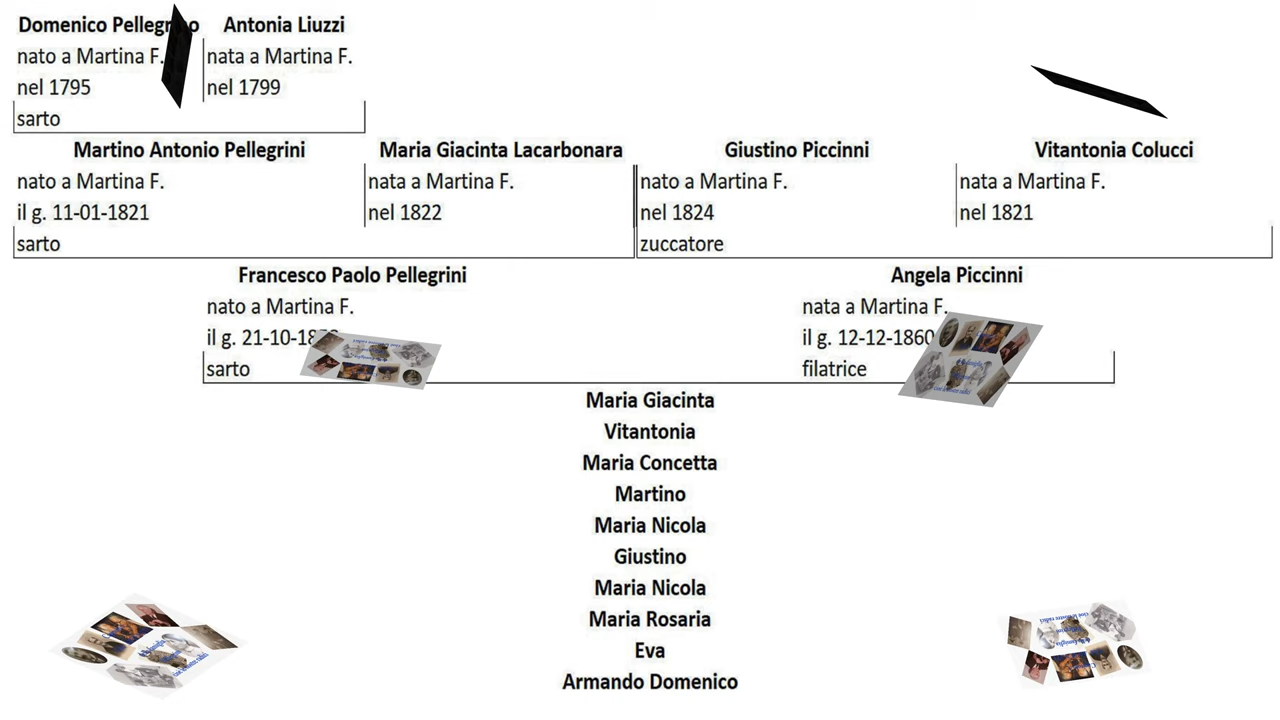 Domenico Antonia Liuzzi
nato a Martina F. nata a Martina F.
nel 1795 nel 1799
sarto
Martino Antonio Pellegrini Maria Giacinta Lacarbonara Giustino Piccinni Vitantonia Colucci
nato a Martina F. nata a Martina F. nato a Martina F. nata a Martina F.
il g. 11-01-1821 nel 1822 nel 1824 nel 1821
sarto zuccatore
Francesco Paolo Pellegrini Angela Piccinni
nato a Martina F. nata a Martina F.
il g. il g. 12-12-1860
sarto filatrice
Maria Giacinta
Vitantonia
Maria Concetta
Martino
Maria Nicola
Giustino
Maria Nicola
Maria Rosaria
Eva
Armando Domenico